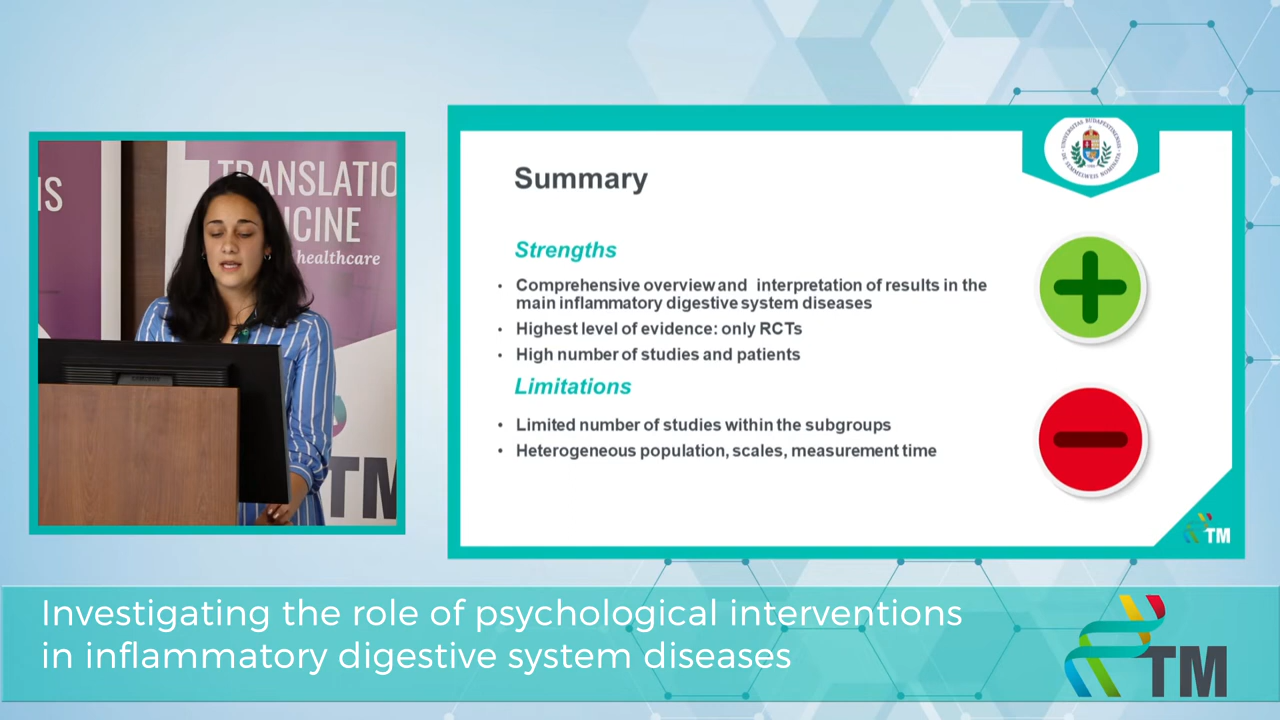 NS
TRANSLATIO
ICINE
healthcare
TM
Summary
Strengths
• Comprehensive overview and interpretation of results in the
main inflammatory digestive system diseases
• Highest level of evidence: only RCTs
• High number of studies and patients
Limitations
• Limited number of studies within the subgroups
• Heterogeneous population, scales, measurement time
TM
Investigating the role of psychological interventions
in inflammatory digestive system diseases
TM